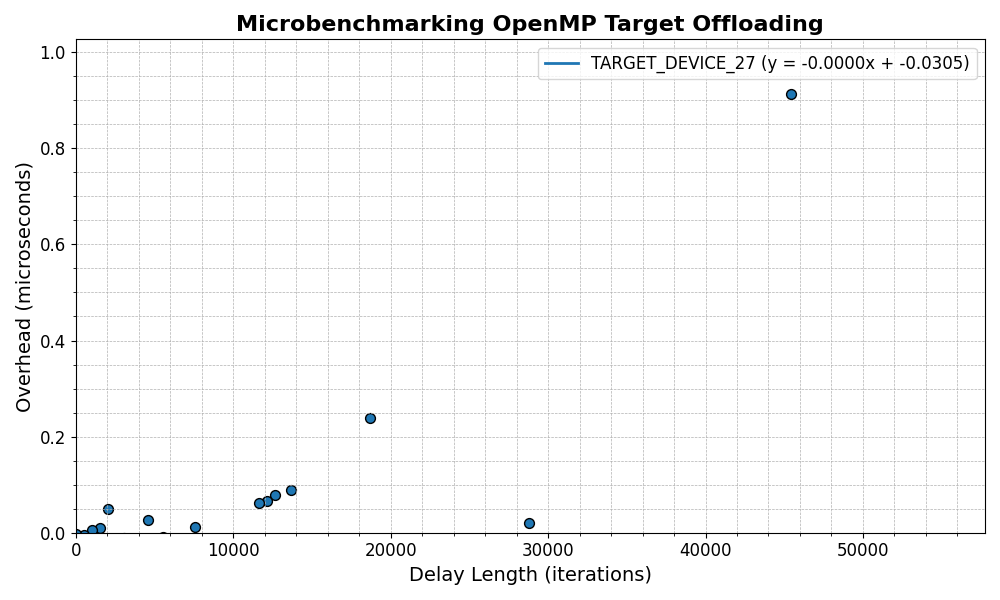 Microbenchmarking OpenMP Target Offloading
TARGET_DEVICE_27 (y = -0.0000x + -0.0305)
Overhead (microseconds)
1.0
0.8
0.6
0.4
0.2
0.0
0 10000 20000 30000 40000 50000
Delay Length (iterations)